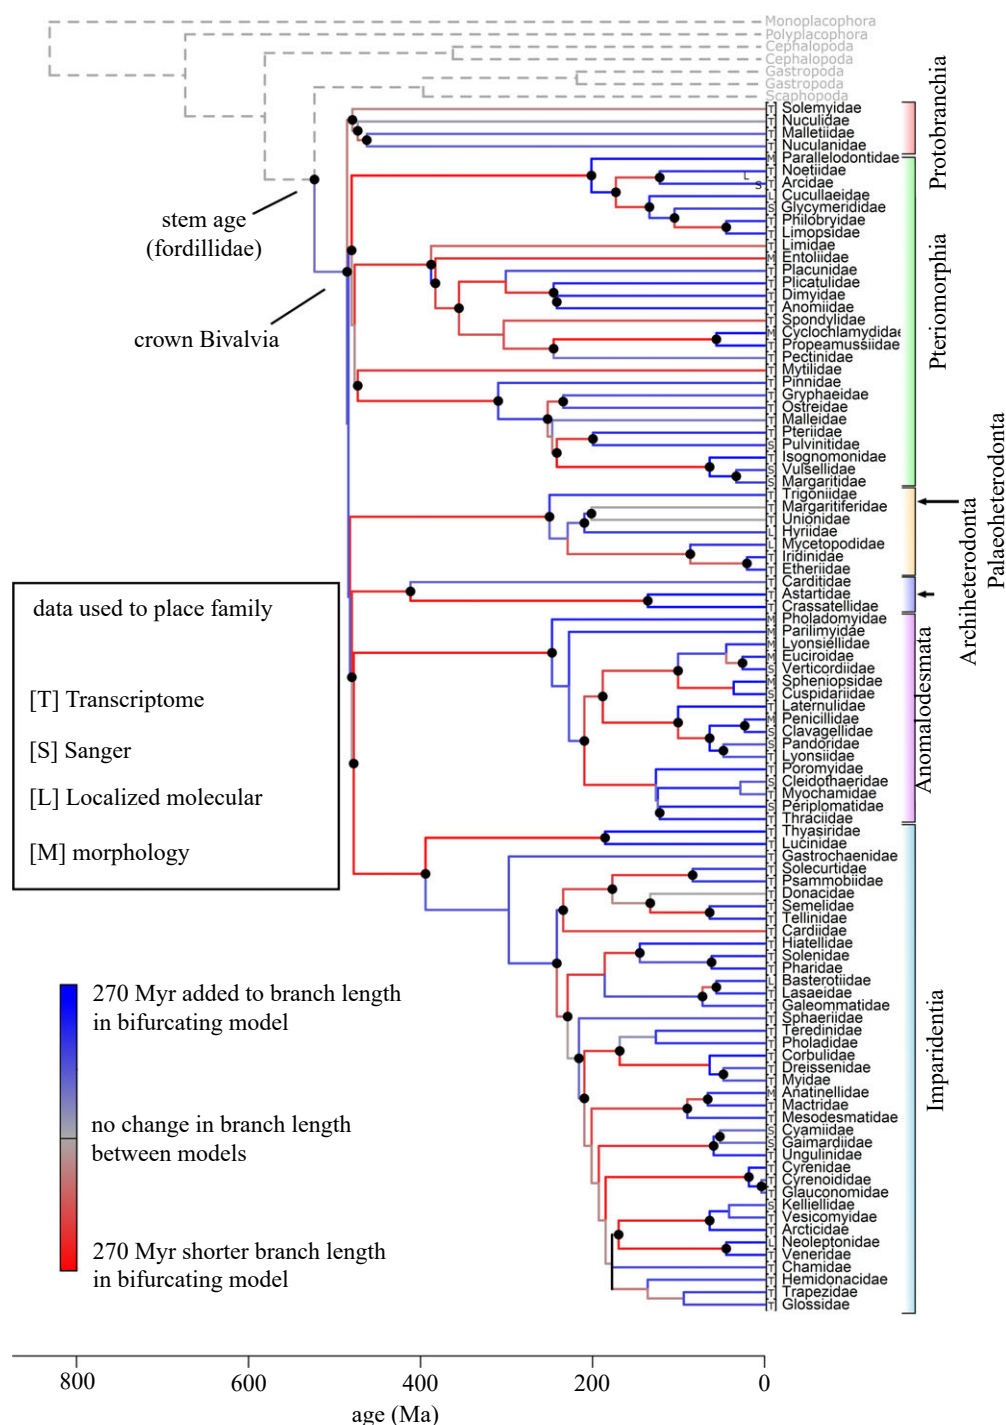 Monoplacophora
Polyplacophora
Cephalopoda
Cephalopoda
Gastropoda
Gastropoda
Scaphopoda
T Solemyidae
T Nuculidae
T Malletiidae
T Nuculanidae
M Parallelodontidae
T Noetiidae
T Arcidae
L Cucullaeidae
S Glycymerididae
T Philobryidae
T Limopsidae
T Limidae
M Entoliidae
T Placunidae
T Plicatulidae
T Dimyidae
T Anomiidae
T Spondylidae
M Cyclochlamydidae
T Propeamussiidae
T Pectinidae
T Mytilidae
T Pinnidae
T Gryphaeidae
T Ostreidae
T Malleidae
T Pteriidae
S Pulvinitidae
T Isognomonidae
S Vulsellidae
S Margaritidae
T Trigoniidae
T Margaritiferidae
T Unionidae
L Hyriidae
L Mycetopodidae
T Iridinidae
T Etheriidae
T Carditidae
T Astartidae
T Crassatellidae
M Pholadomyidae
M Parilimyidae
T Lyonsiellidae
M Euciroidae
S Verticordiidae
M Spheniopsidae
S Cuspidariidae
T Laternulidae
M Penicillidae
S Clavagellidae
S Pandoridae
T Lyonsiidae
T Poromyidae
S Cleidothaeridae
T Myochamidae
S Periplomatidae
T Thraciidae
T Thyasiridae
T Lucinidae
T Gastrochaenidae
T Solecurtidae
T Psammobiidae
T Donacidae
T Semelidae
T Tellinidae
T Cardiidae
T Hiatellidae
T Solenidae
T Pharidae
L Basterotiidae
T Lasaeidae
T Galeommatidae
T Sphaeriidae
T Teredinidae
T Pholadidae
T Corbulidae
T Dreissenidae
T Myidae
M Anatinellidae
T Mactridae
T Mesodesmatidae
S Cyamiidae
S Gaimardiidae
T Ungulinidae
T Cyrenidae
T Cyrenoididae
T Glauconomidae
S Kelliellidae
T Vesicomyidae
T Arcticidae
L Neoleptonidae
T Veneridae
T Chamidae
T Hemidonacidae
T Trapezidae
T Glossidae
Protobranchia
Pteriomorphia
Palaeoheterodonta
Archiheterodonta
Anomalodesmata
Imparidentia
stem age
(fordillidae)
crown Bivalvia
data used to place family
[T] Transcriptome
[S] Sanger
[L] Localized molecular
[M] morphology
270 Myr added to branch length
in bifurcating model
no change in branch length
between models
270 Myr shorter branch length
in bifurcating model
800 600 400 200 0
age (Ma)